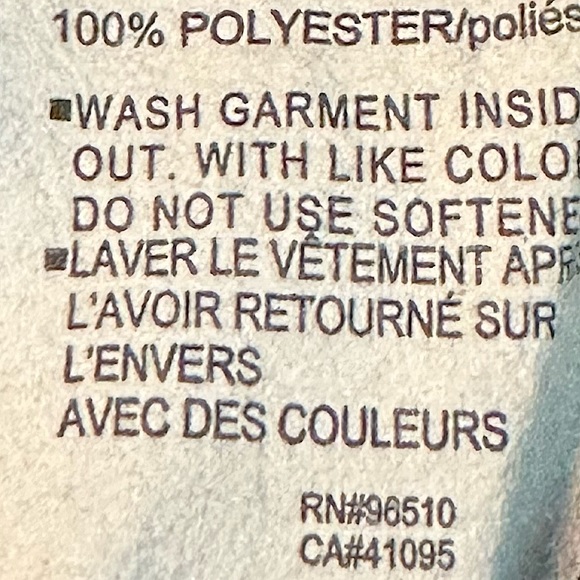 100% POLYESTER/poliés
■WASH GARMENT INSID
OUT. WITH LIKE COLO
DO NOT USE SOFTENE
■LAVER LE VÊTEMENT APR
L'AVOIR RETOURNÉ SUR
L'ENVERS
AVEC DES COULEURS
RN#96510
CA#41095